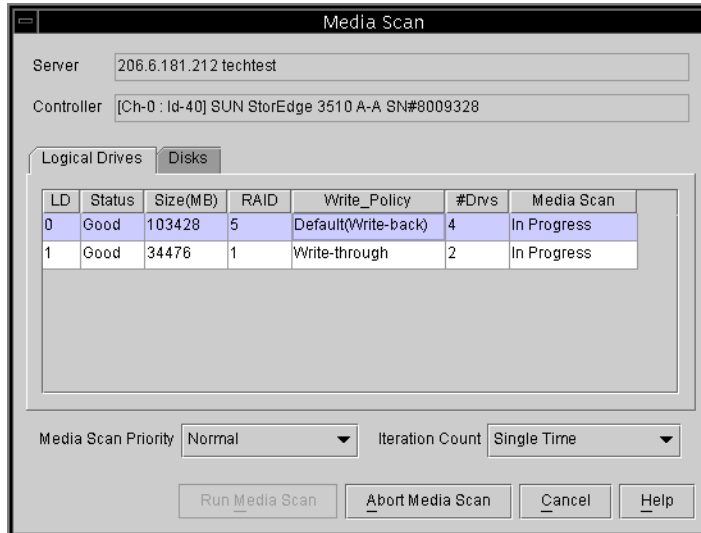 Media Scan
Server 206.6.181.212 techtest
Controller [Ch-0 : Id-40] SUN StorEdge 3510 A-A SN#8009328
Logical Drives Disks
LD Status Size(MB) RAID Write_Policy #Drvs Media Scan
0 Good 103428 5 Default(Write-back) 4 In Progress
1 Good 34476 1 Write-through 2 In Progress
Media Scan Priority Normal Iteration Count Single Time
Run Media Scan Abort Media Scan Cancel Help